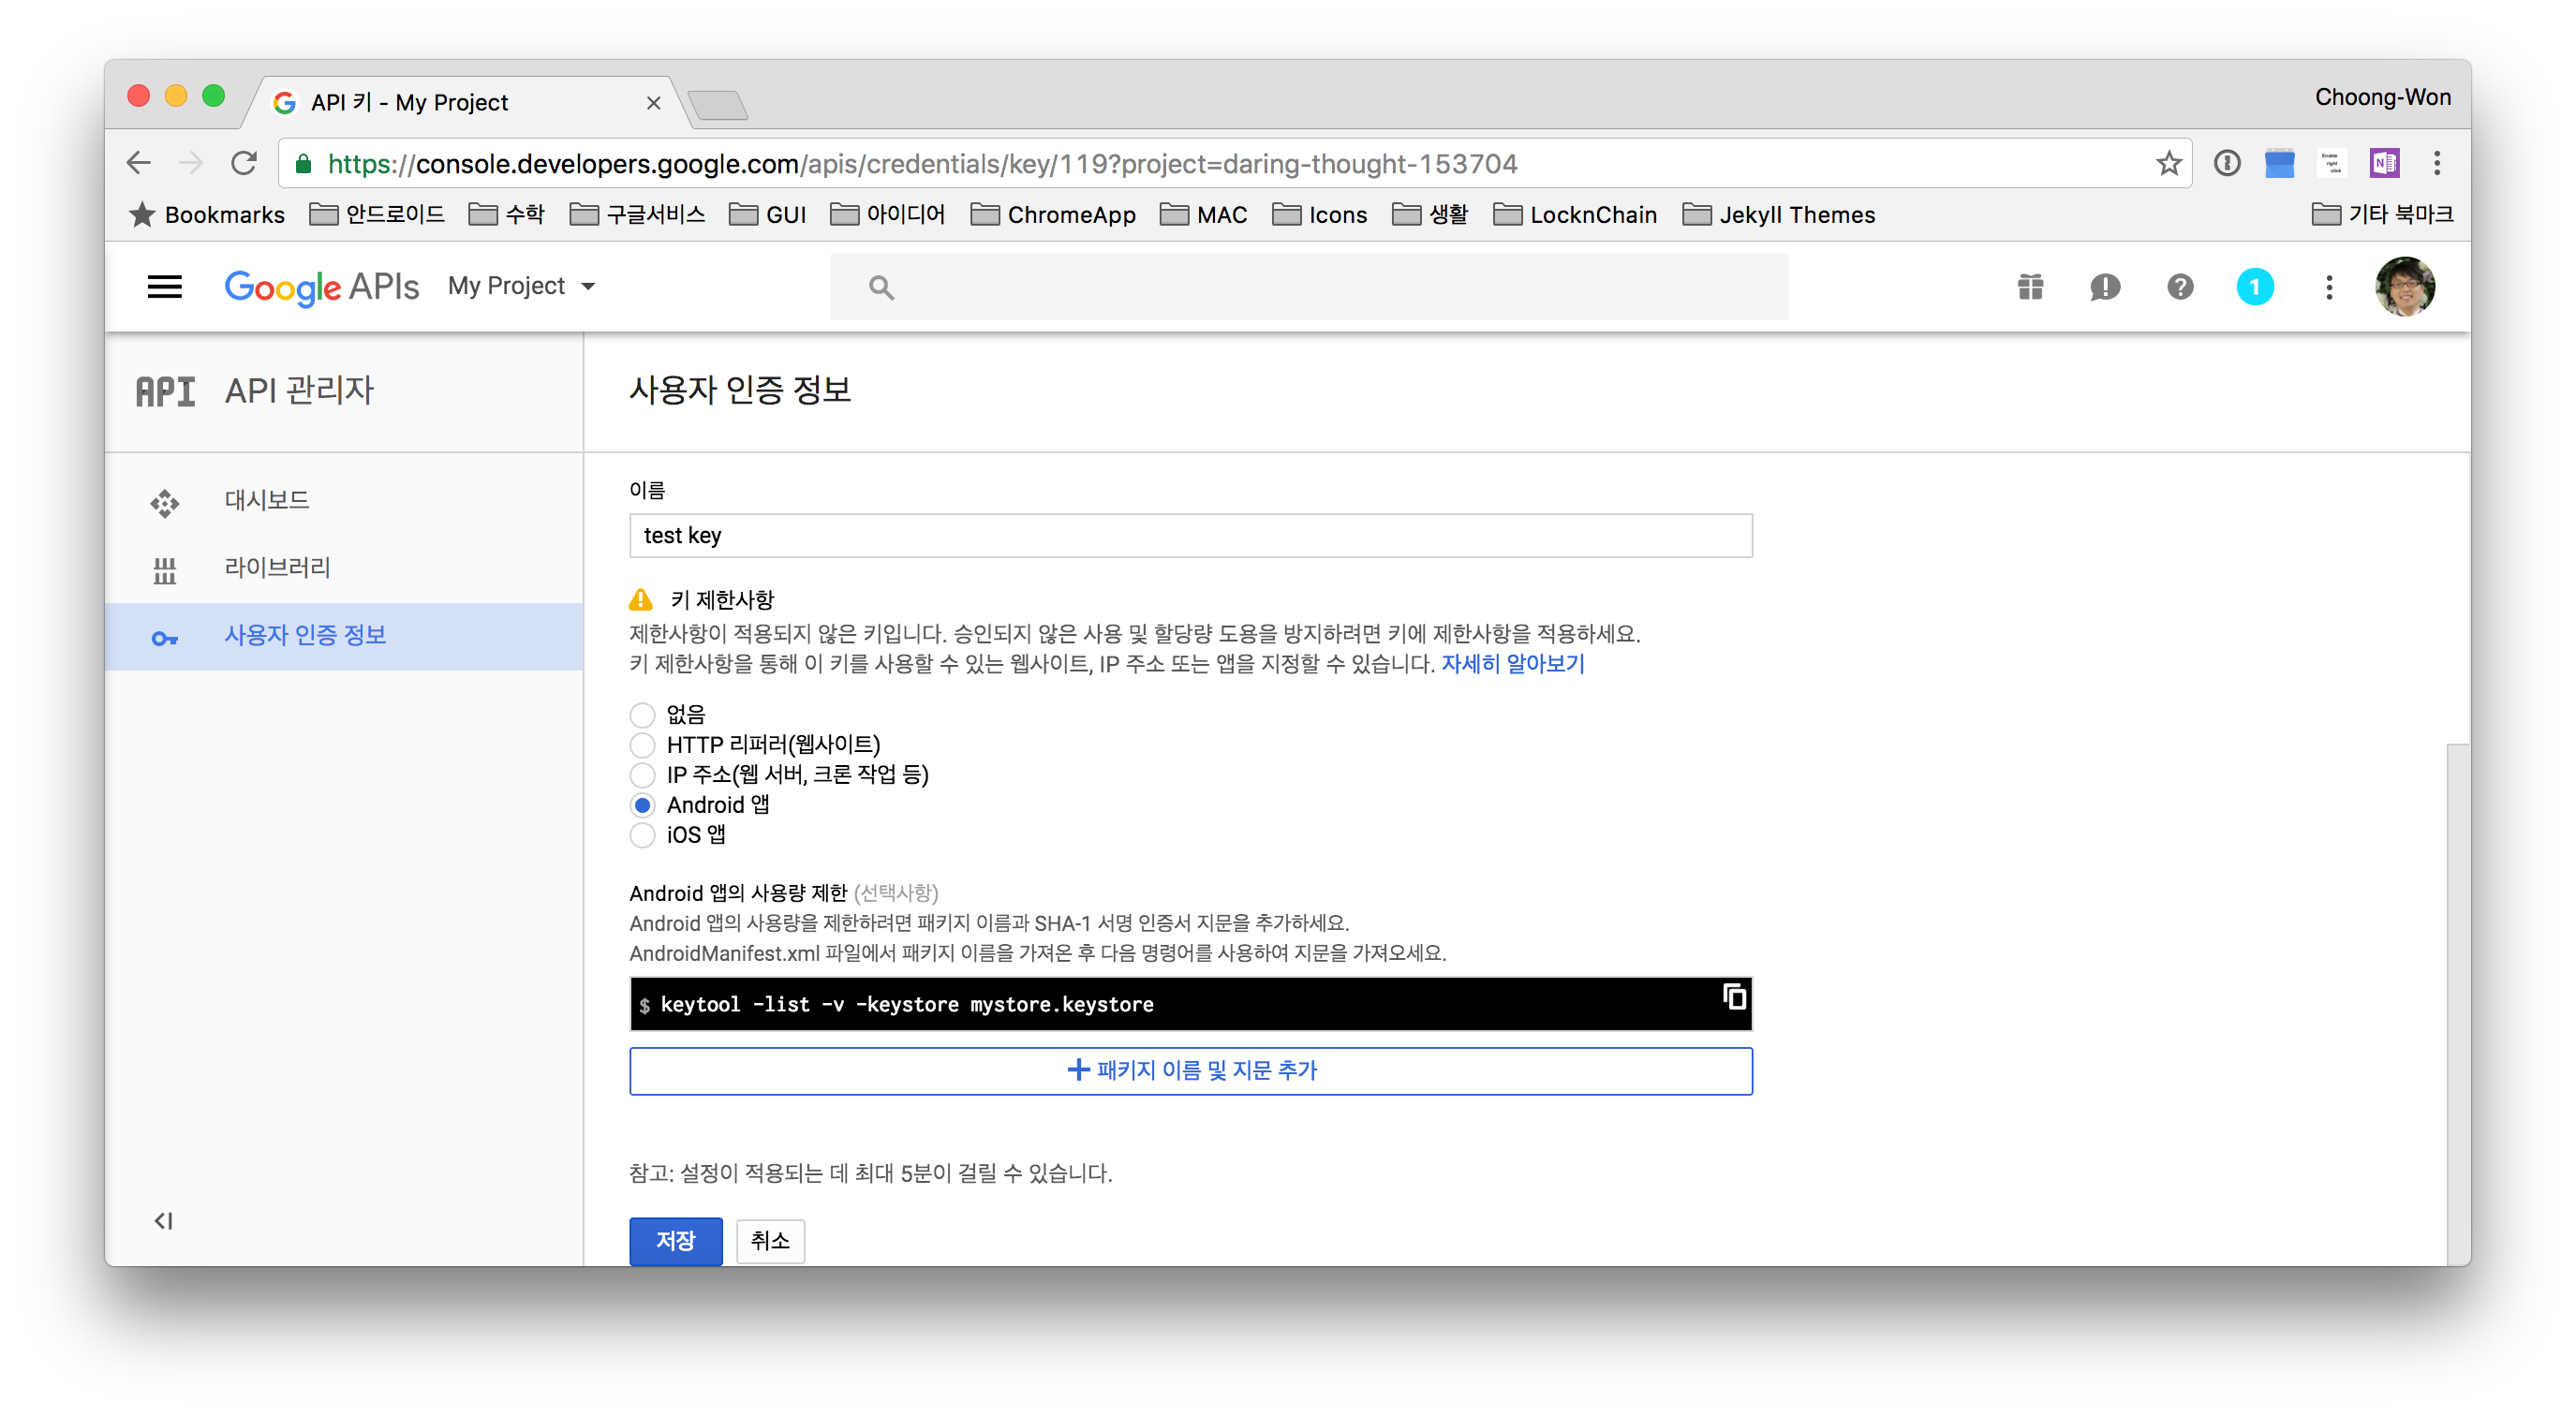 API 키 - My Project
Choong-Won
https://console.developers.google.com/apis/credentials/key/119?project=daring-thought-153704
Bookmarks 안드로이드 수학 구글서비스 GUI 아이디어 ChromeApp MAC Icons 생활 LocknChain Jekyll Themes 기타 북마크
Google APIs My Project
1
API API 관리자
사용자 인증 정보
대시보드
라이브러리
사용자 인증 정보
이름
test key
키 제한사항
제한사항이 적용되지 않은 키입니다. 승인되지 않은 사용 및 할당량 도용을 방지하려면 키에 제한사항을 적용하세요.
키 제한사항을 통해 이 키를 사용할 수 있는 웹사이트, IP 주소 또는 앱을 지정할 수 있습니다. 자세히 알아보기
없음
HTTP 리퍼러(웹사이트)
IP 주소(웹 서버, 크론 작업 등)
Android 앱
iOS 앱
Android 앱의 사용량 제한 (선택사항)
Android 앱의 사용량을 제한하려면 패키지 이름과 SHA-1 서명 인증서 지문을 추가하세요.
AndroidManifest.xml 파일에서 패키지 이름을 가져온 후 다음 명령어를 사용하여 지문을 가져오세요.
$ keytool -list -v -keystore mystore.keystore
패키지 이름 및 지문 추가
참고: 설정이 적용되는 데 최대 5분이 걸릴 수 있습니다.
저장 취소